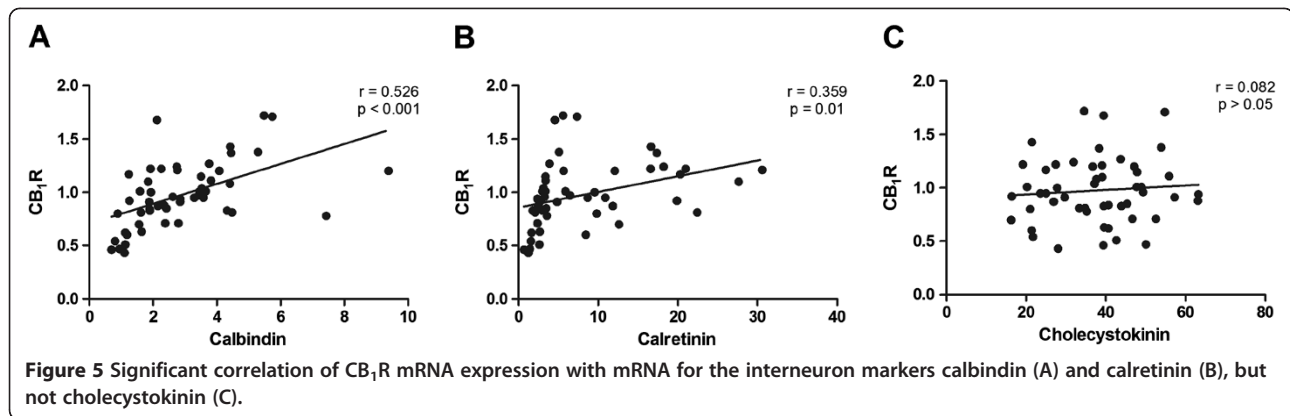 A
B
C
r = 0.526
p < 0.001
r = 0.359
p = 0.01
r = 0.082
p > 0.05
2.0
1.5
1.0
0.5
0.0
CB₁R
0
2
4
6
8
10
Calbindin
2.0
1.5
1.0
0.5
0.0
CB₁R
0
10
20
30
40
Calretinin
2.0
1.5
1.0
0.5
0.0
CB₁R
0
20
40
60
80
Cholecystokinin
Figure 5 Significant correlation of CB₁R mRNA expression with mRNA for the interneuron markers calbindin (A) and calretinin (B), but
not cholecystokinin (C).